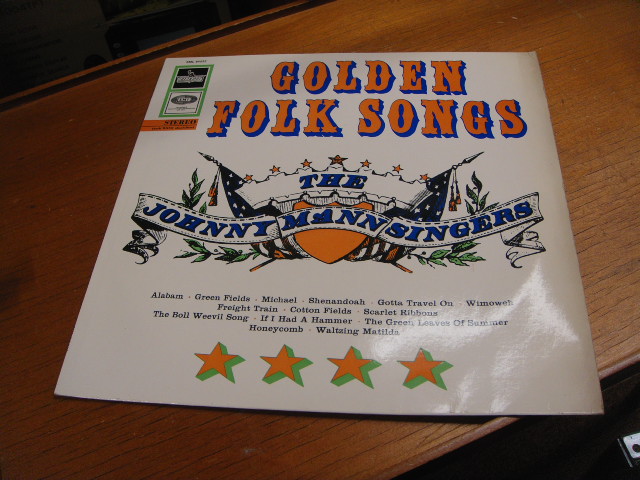 GOLDEN
FOLK SONGS
STEREO
THE
JOHNNY MANN SINGERS
Alabam · Green Fields · Michael · Shenandoah · Gotta Travel On · Wimoweh
Freight Train · Cotton Fields · Scarlet Ribbons
The Boll Weevil Song · If I Had A Hammer · The Green Leaves Of Summer
Honeycomb · Waltzing Matilda